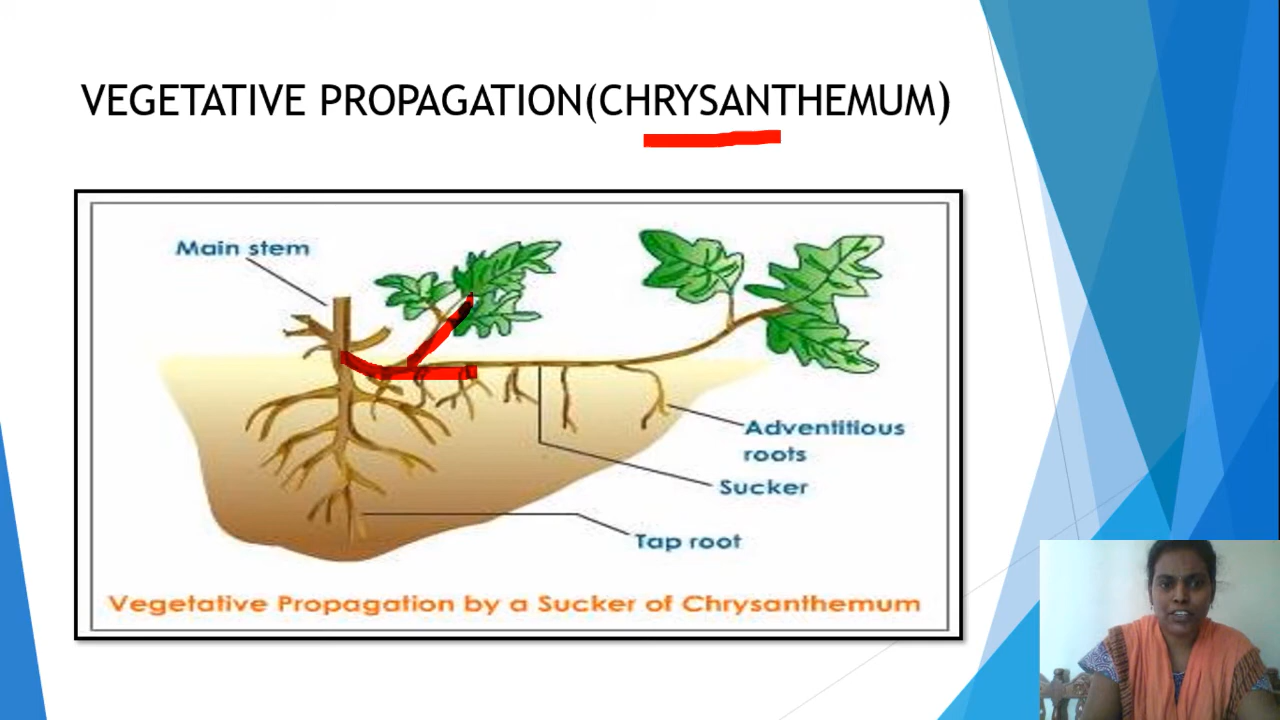 VEGETATIVE PROPAGATION(CHRYSANTHEMUM)
Main stem
Adventitious
roots
Sucker
Tap root
Vegetative Propagation by a Sucker of Chrysanthemum